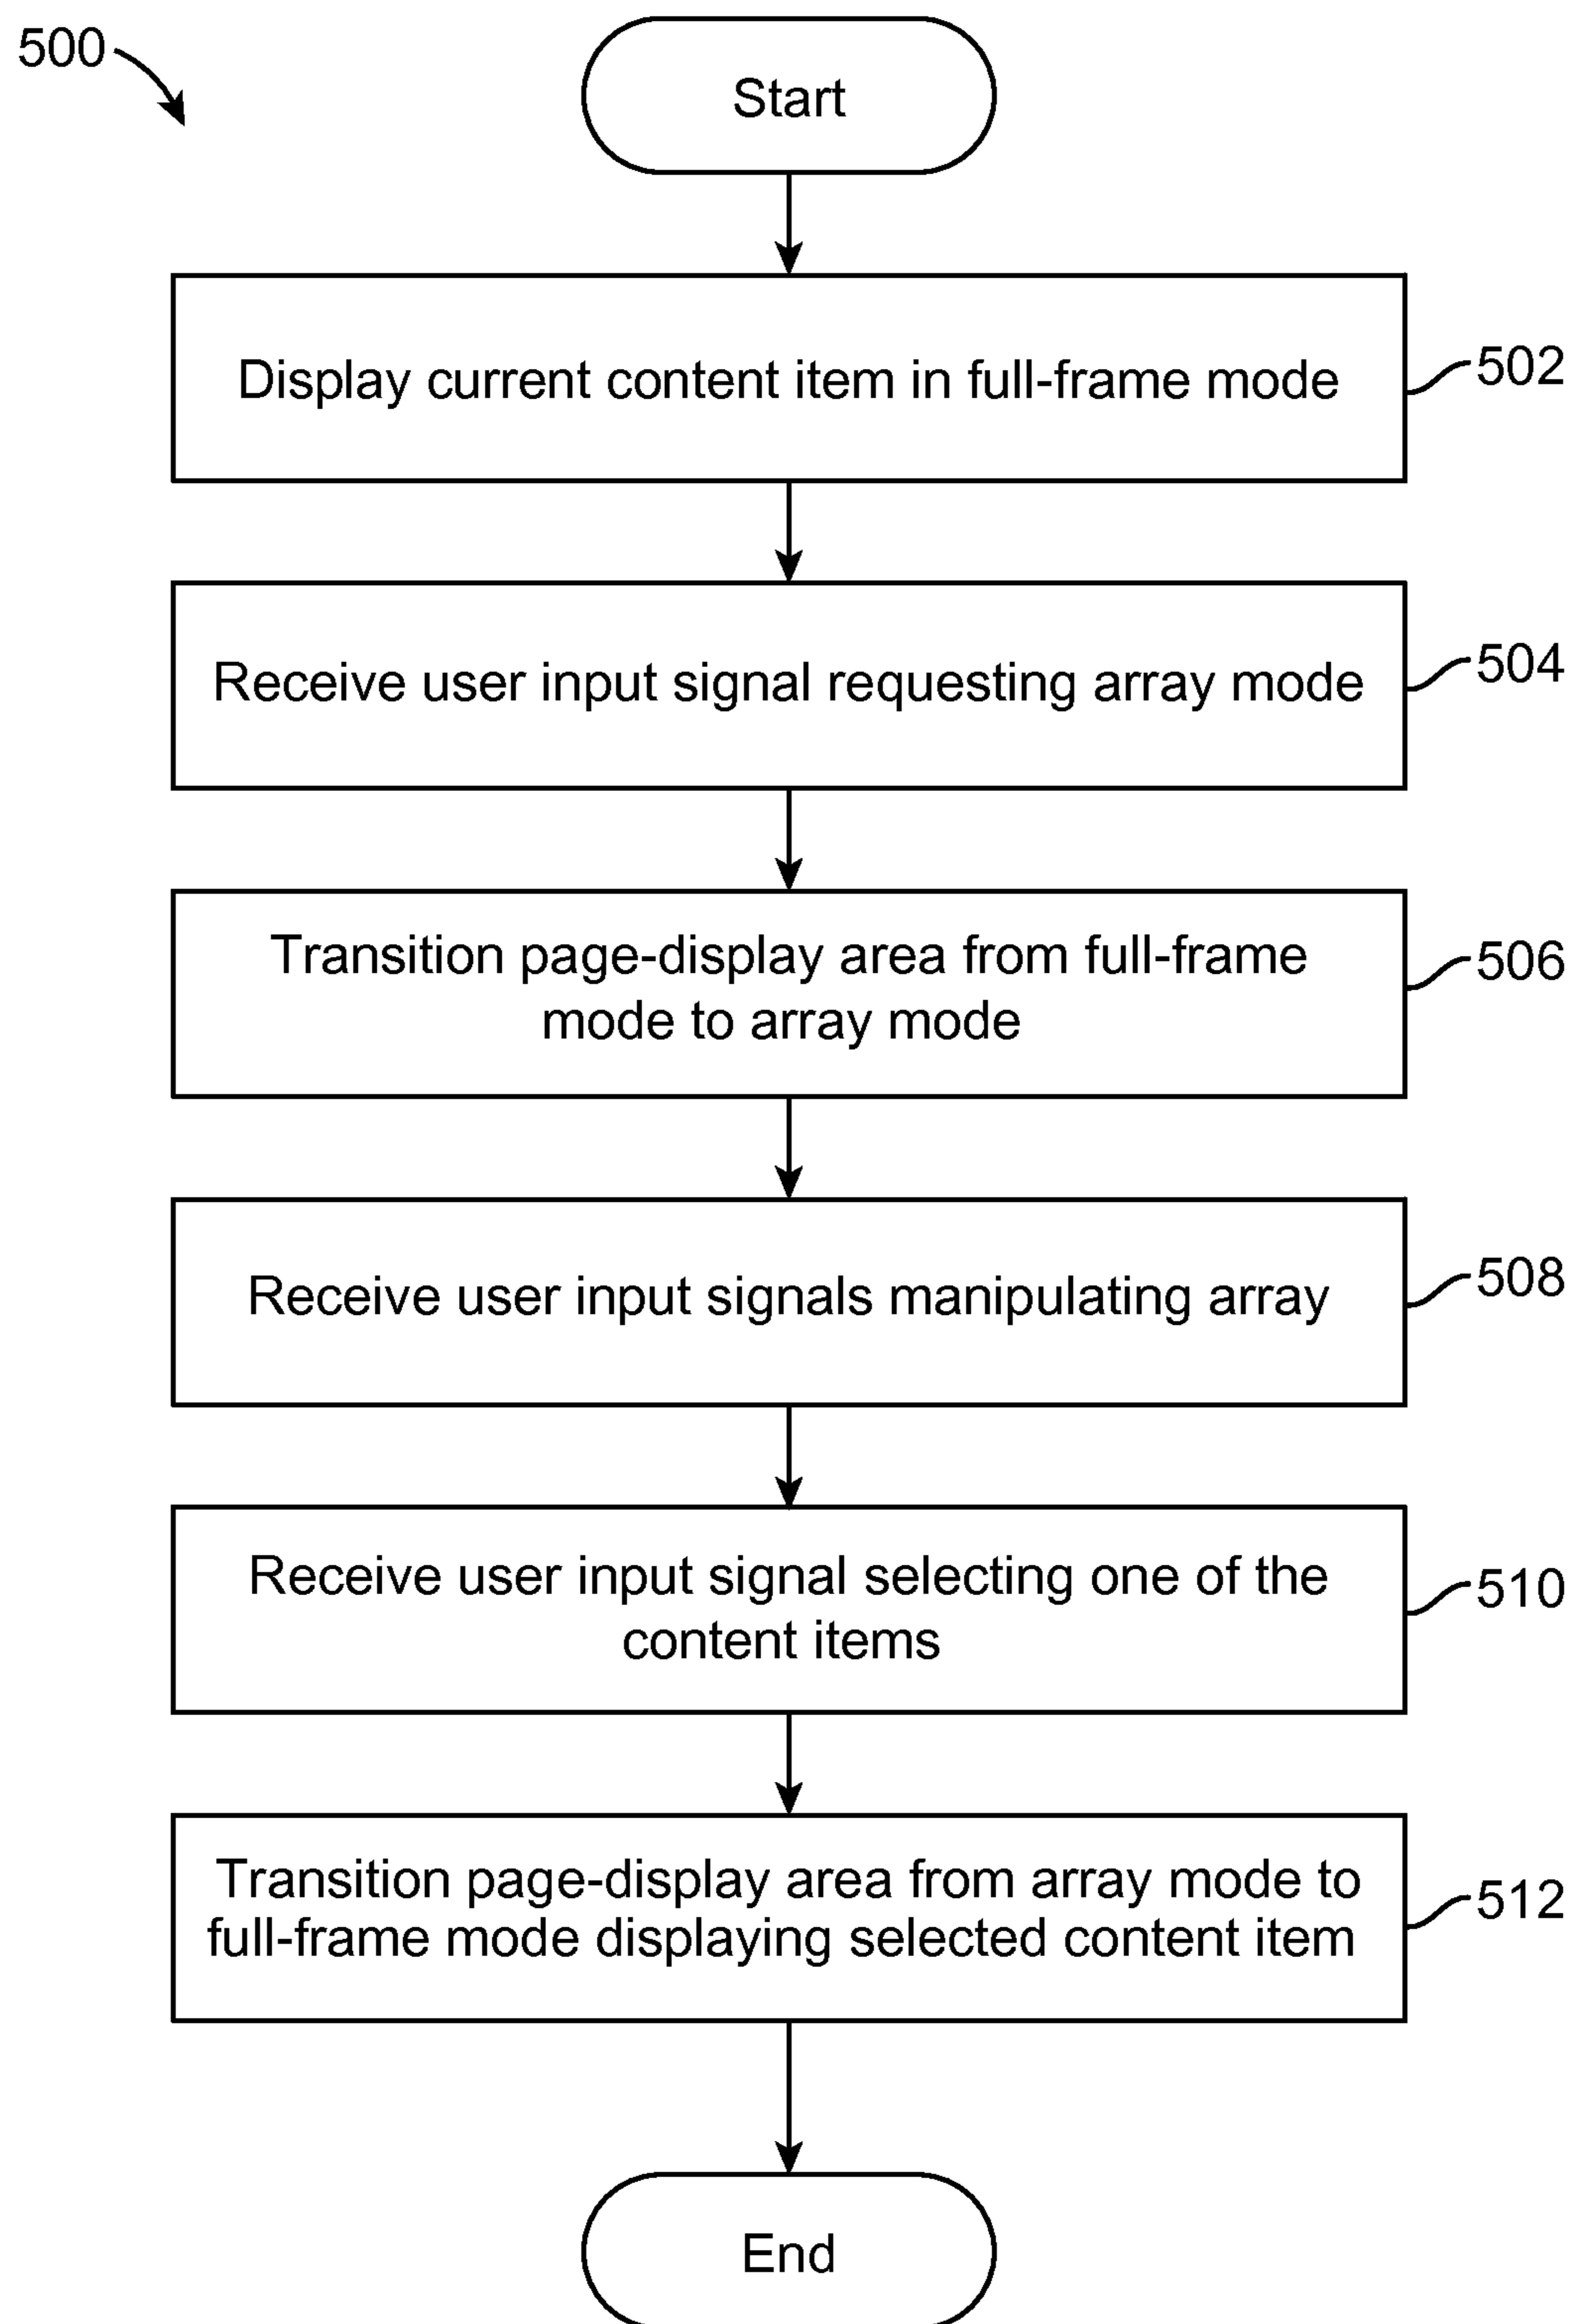 500
Start
Display current content item in full-frame mode
502
Receive user input signal requesting array mode
504
Transition page-display area from full-frame
mode to array mode
506
Receive user input signals manipulating array
508
Receive user input signal selecting one of the
content items
510
Transition page-display area from array mode to
full-frame mode displaying selected content item
512
End